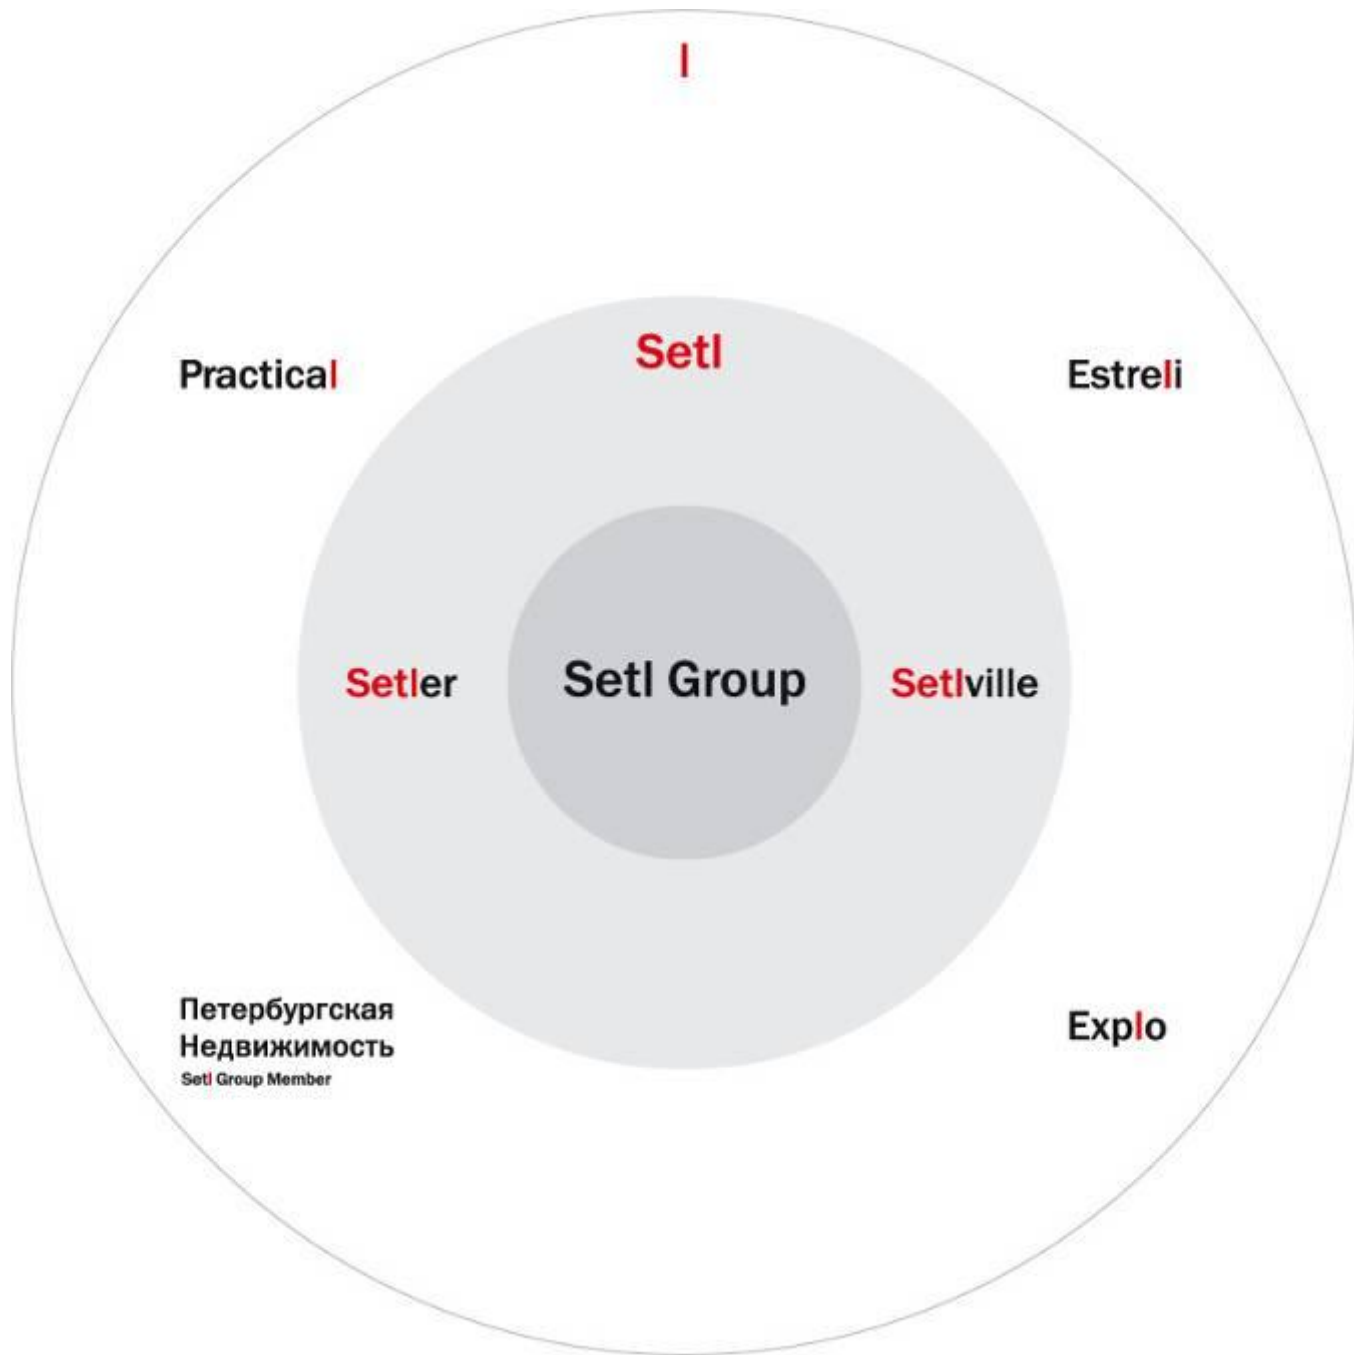 l
Setl
Practical
Estreli
Setler
Setl Group
Setlville
Петербургская
Недвижимость
Setl Group Member
Explo